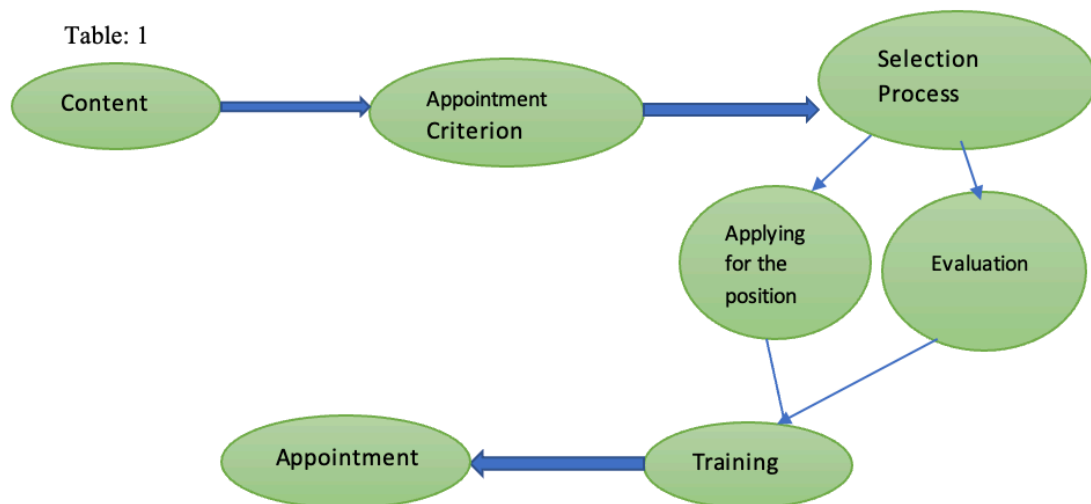 Table: 1
Content
Appointment
Criterion
Selection
Process
Applying
for the
position
Evaluation
Training
Appointment